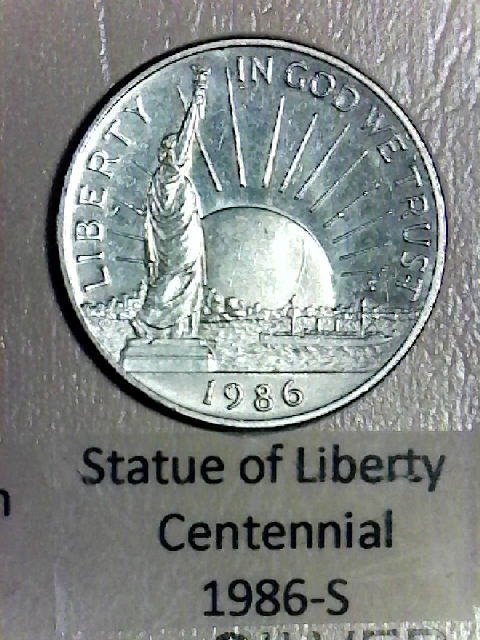 LIBERTY
IN GOD WE TRUST
1986
Statue of Liberty
Centennial
1986-S